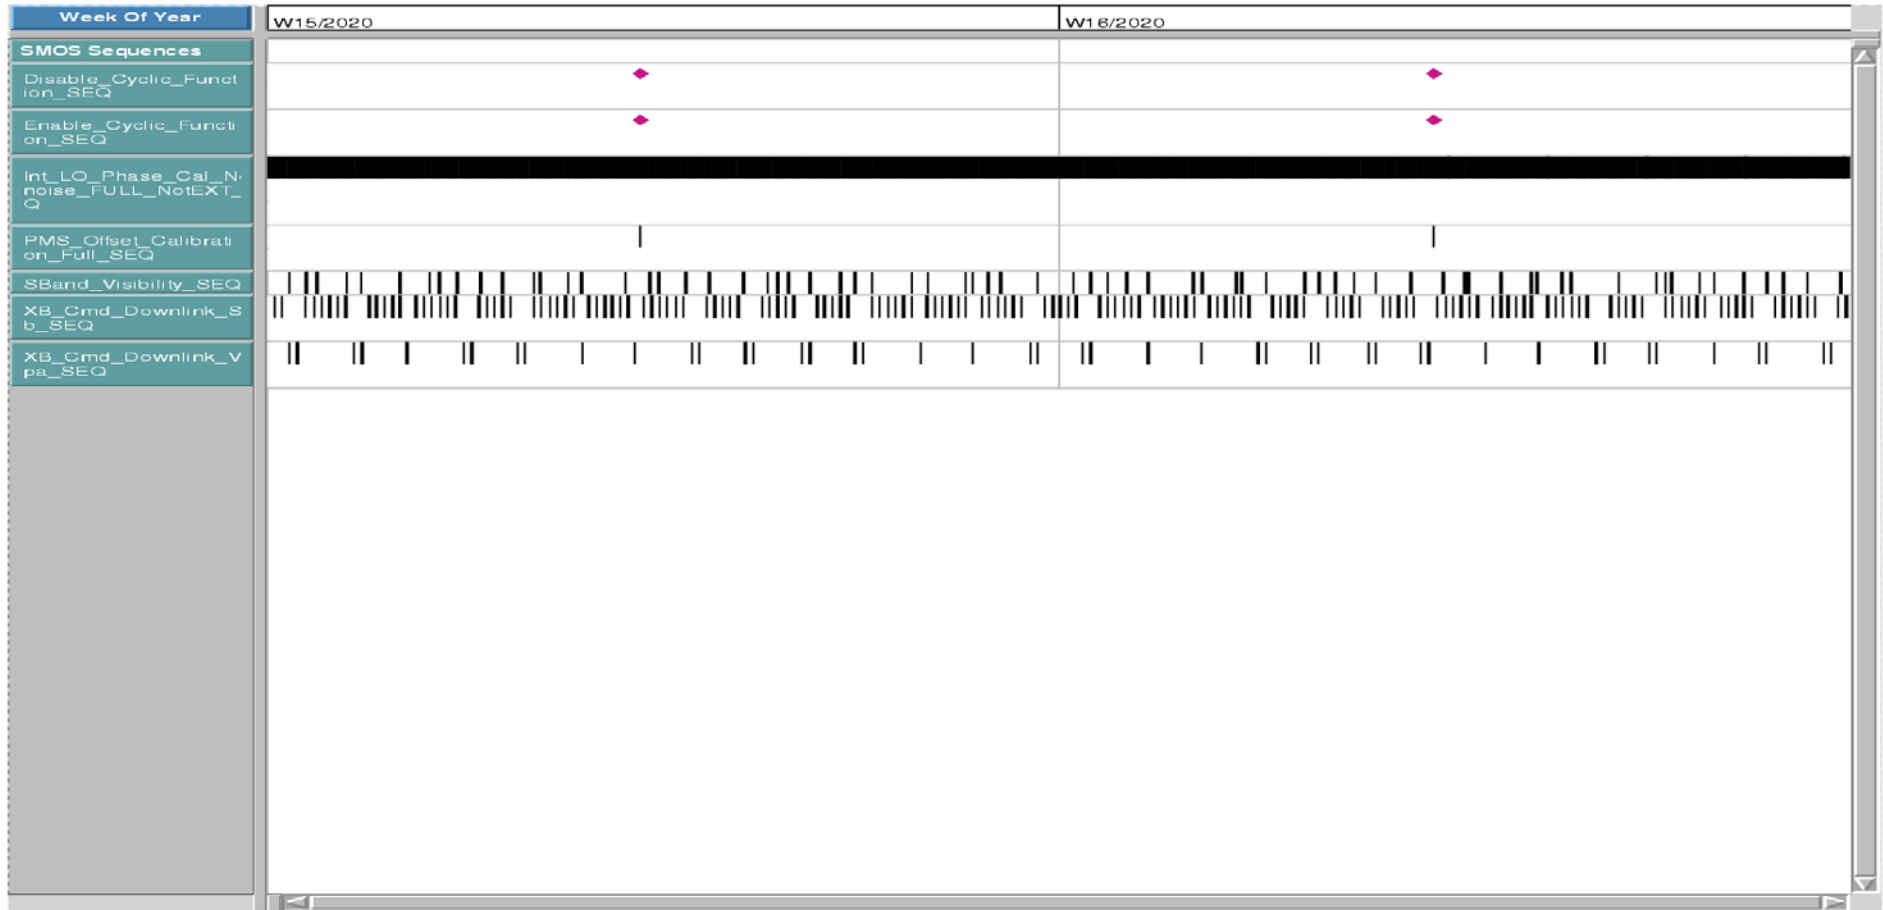 Week Of Year
W15/2020
W16/2020
SMOS Sequences
Disable_Cyclic_Funct
ion_SEQ
Enable_Cyclic_Functi
on_SEQ
Int_LO_Phase_Cal_N
noise_FULL_NotEXT_
Q
PMS_Offset_Calibrati
on_Full_SEQ
SBand_Visibility_SEQ
XB_Cmd_Downlink_S
b_SEQ
XB_Cmd_Downlink_V
pa_SEQ